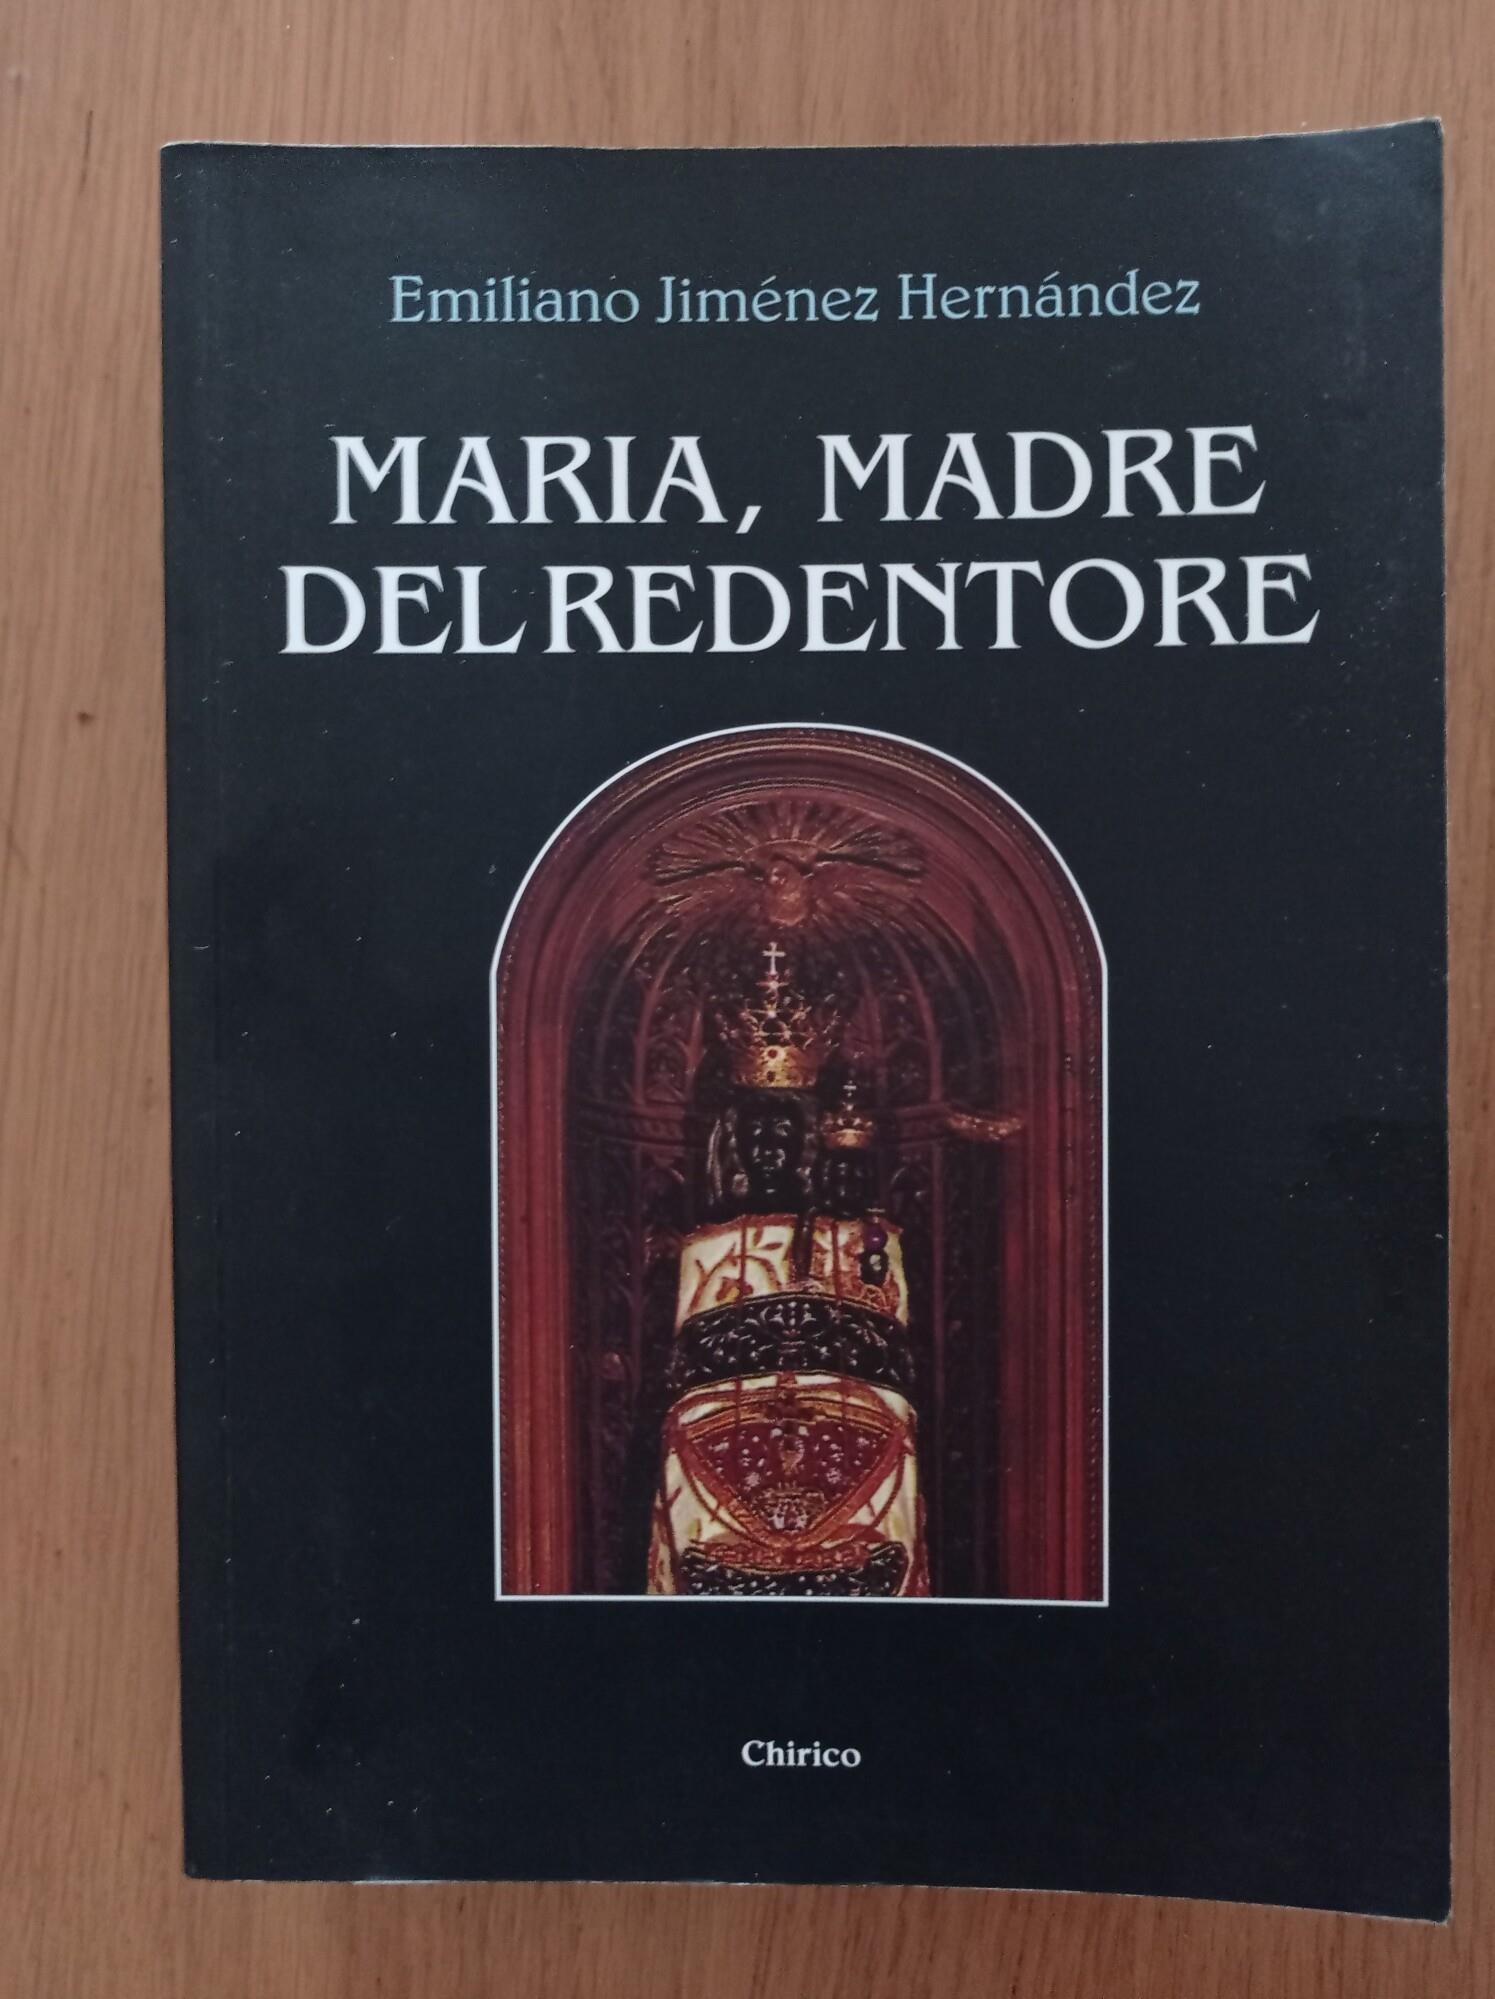 Emiliano Jiménez Hernández
MARIA, MADRE
DEL REDENTORE
Chirico